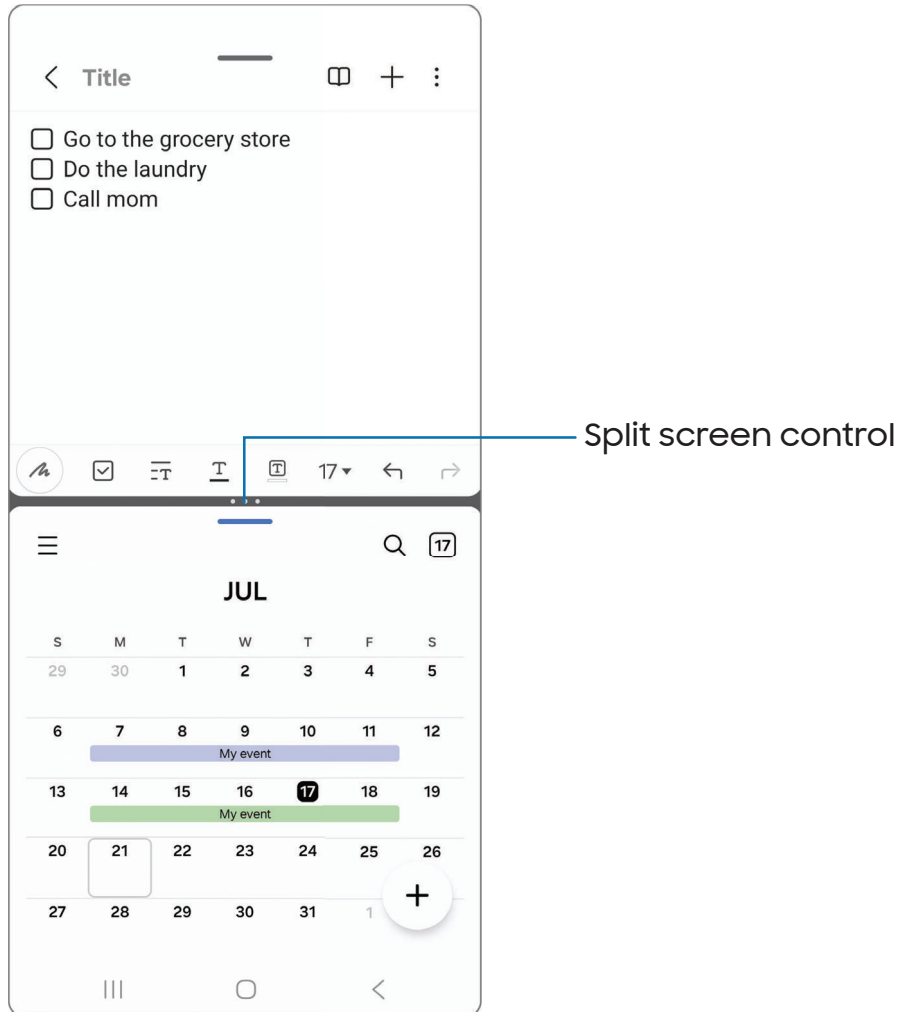 Title
Go to the grocery store
Do the laundry
Call mom
Split screen control
T T T 17
17
JUL
S M T W T F S
29 30 1 2 3 4 5
6 7 8 9 10 11 12
My event
13 14 15 16 17 18 19
My event
20 21 22 23 24 25 26
27 28 29 30 31 1